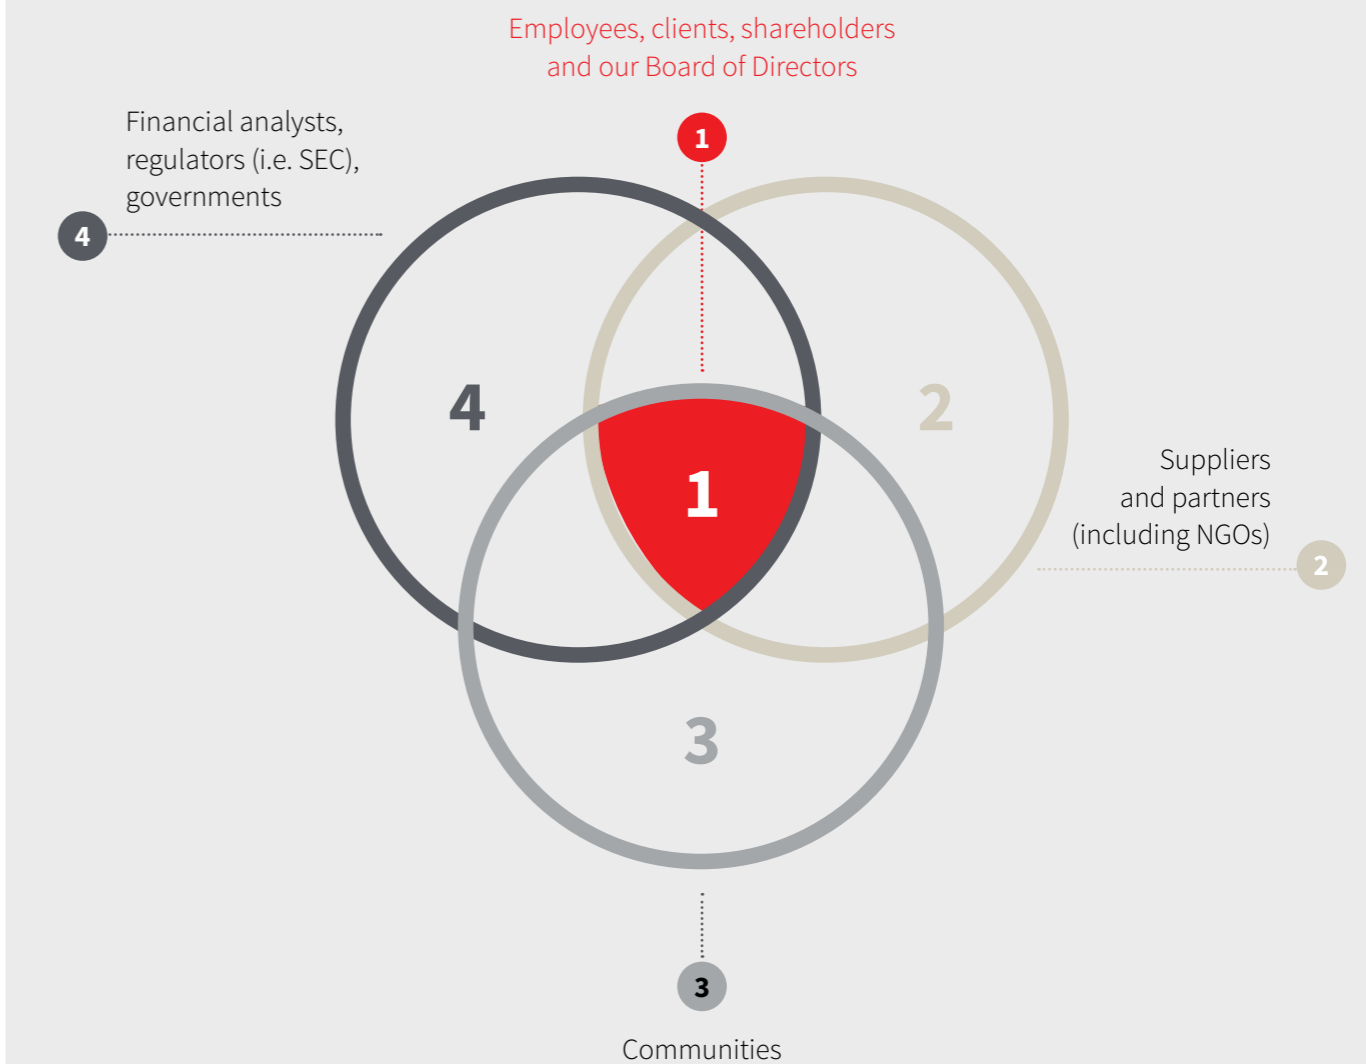 Employees, clients, shareholders
and our Board of Directors
1
Financial analysts,
regulators (i.e. SEC),
governments
4
4
2
1
Suppliers
and partners
(including NGOs)
2
3
3
Communities